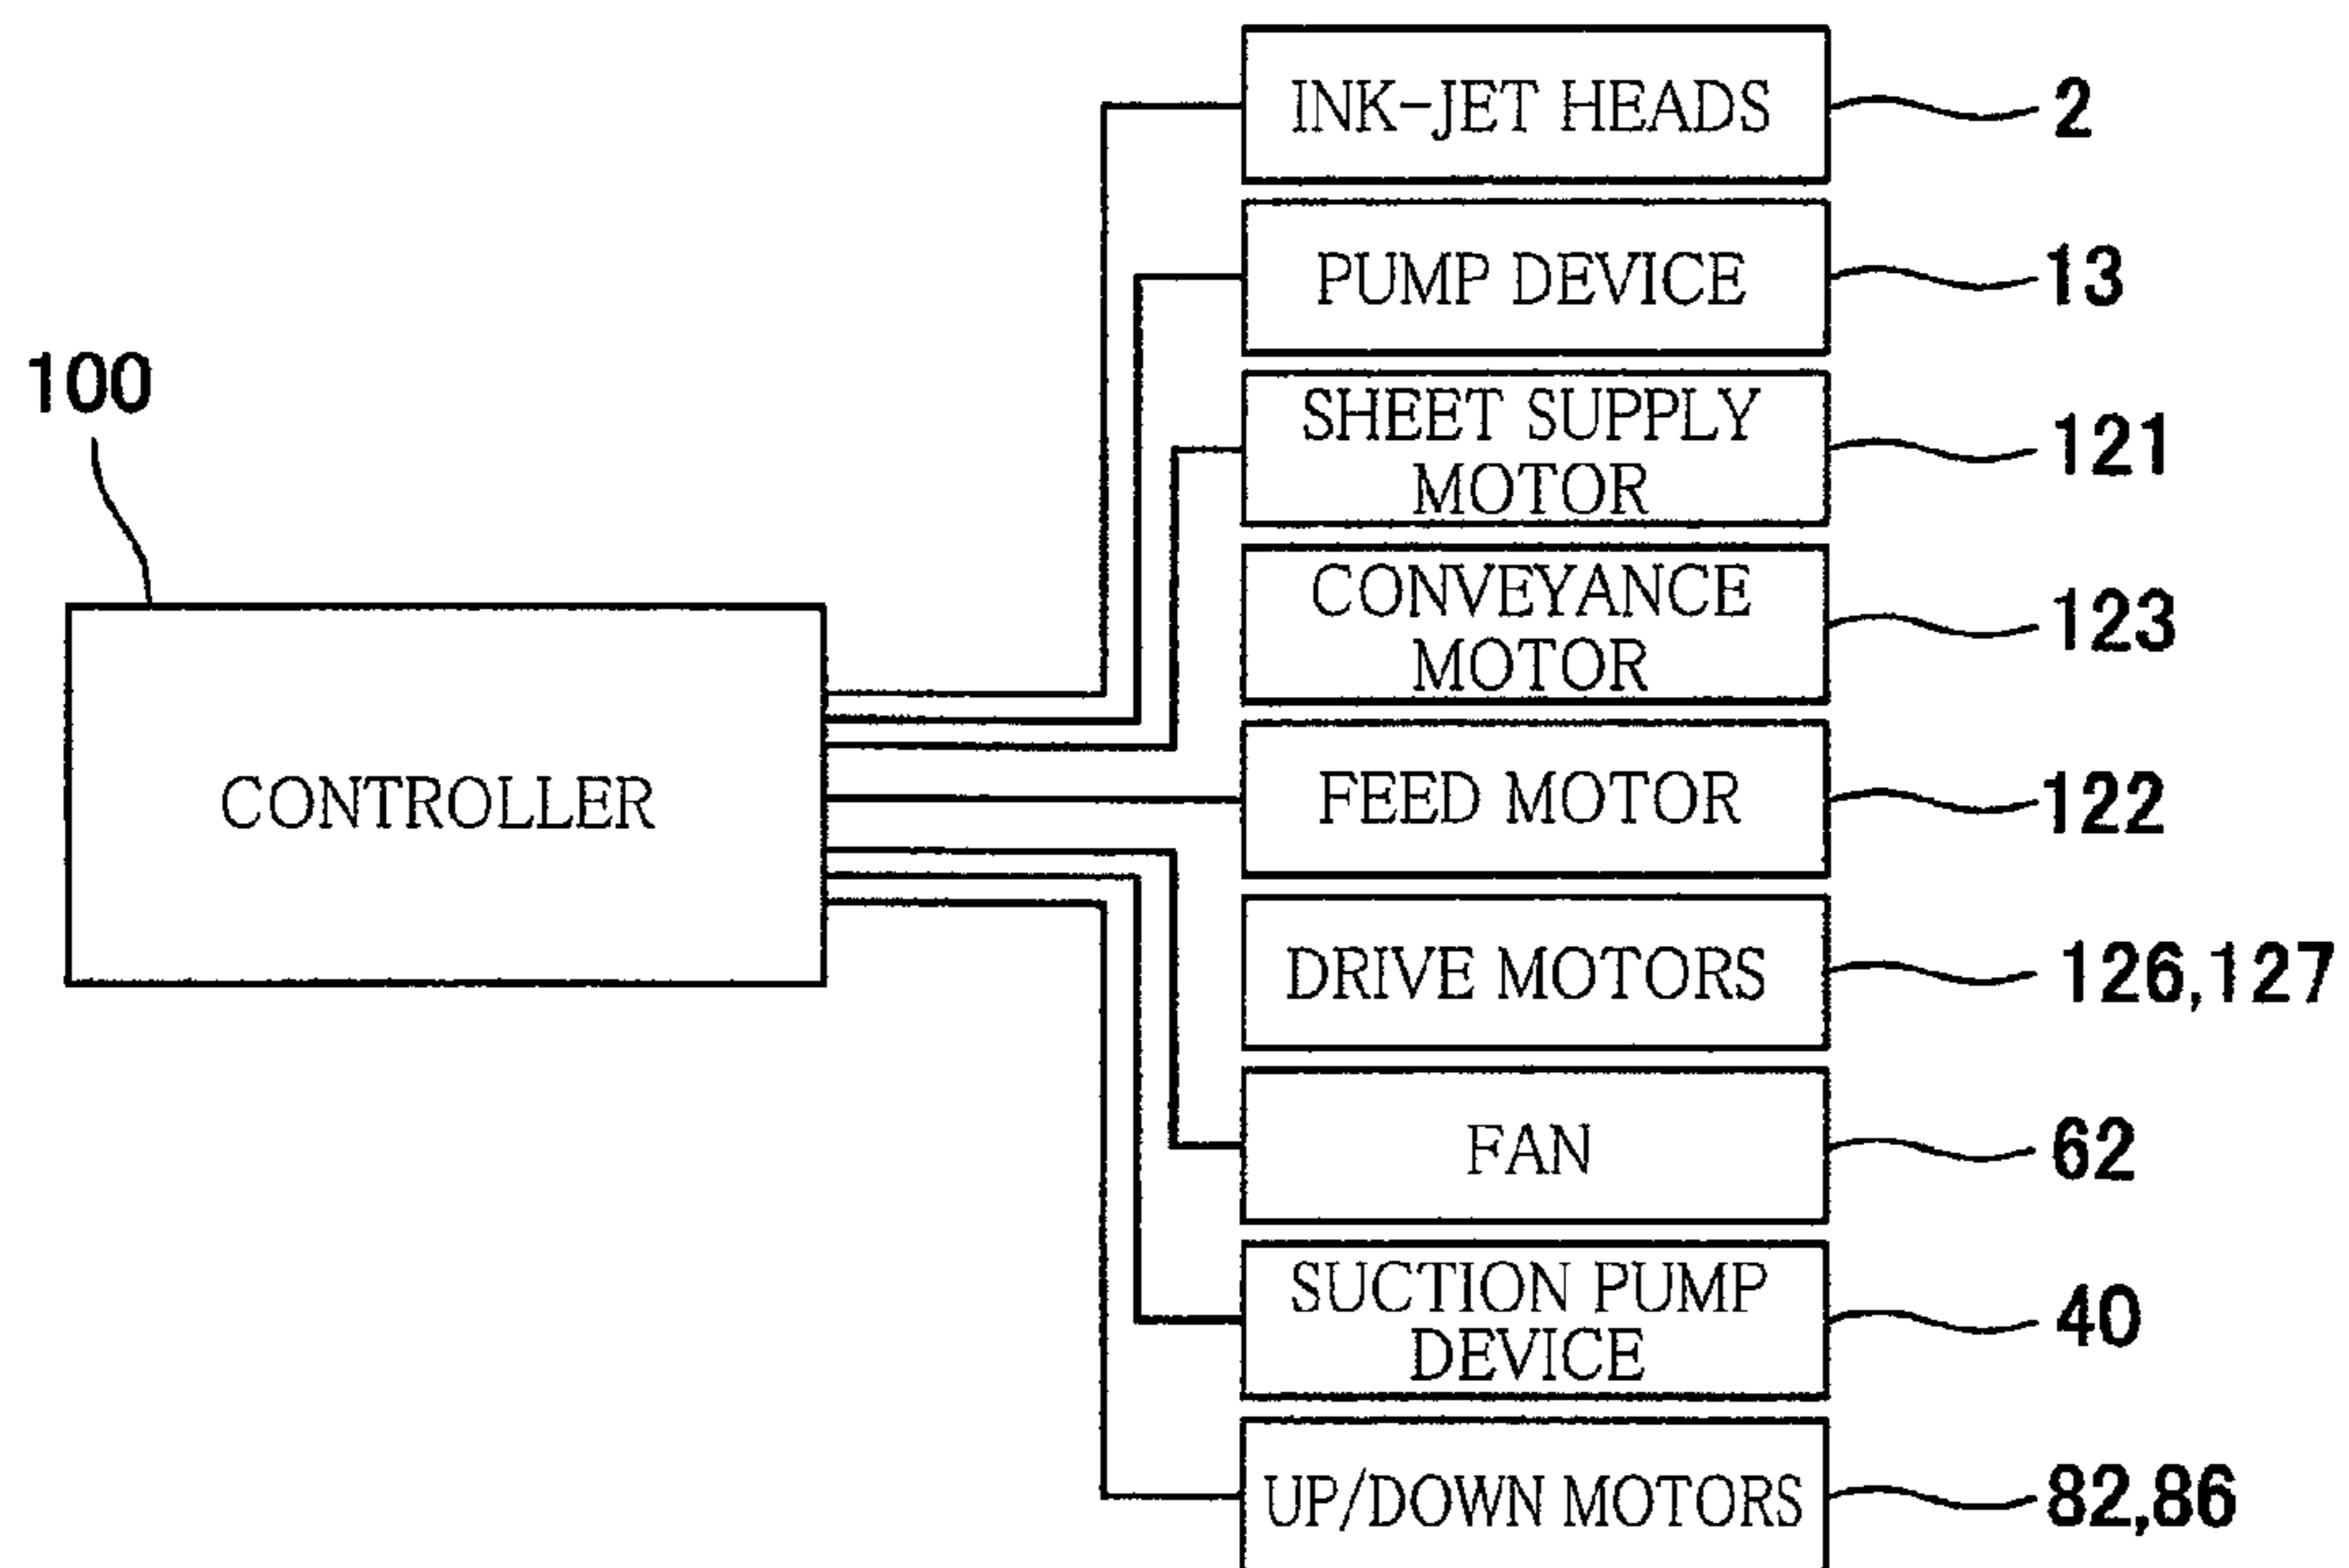 INK-JET HEADS
2
PUMP DEVICE
13
SHEET SUPPLY
MOTOR
121
CONVEYANCE
MOTOR
123
100
CONTROLLER
FEED MOTOR
122
DRIVE MOTORS
126,127
FAN
62
SUCTION PUMP
DEVICE
40
UP/DOWN MOTORS
82,86